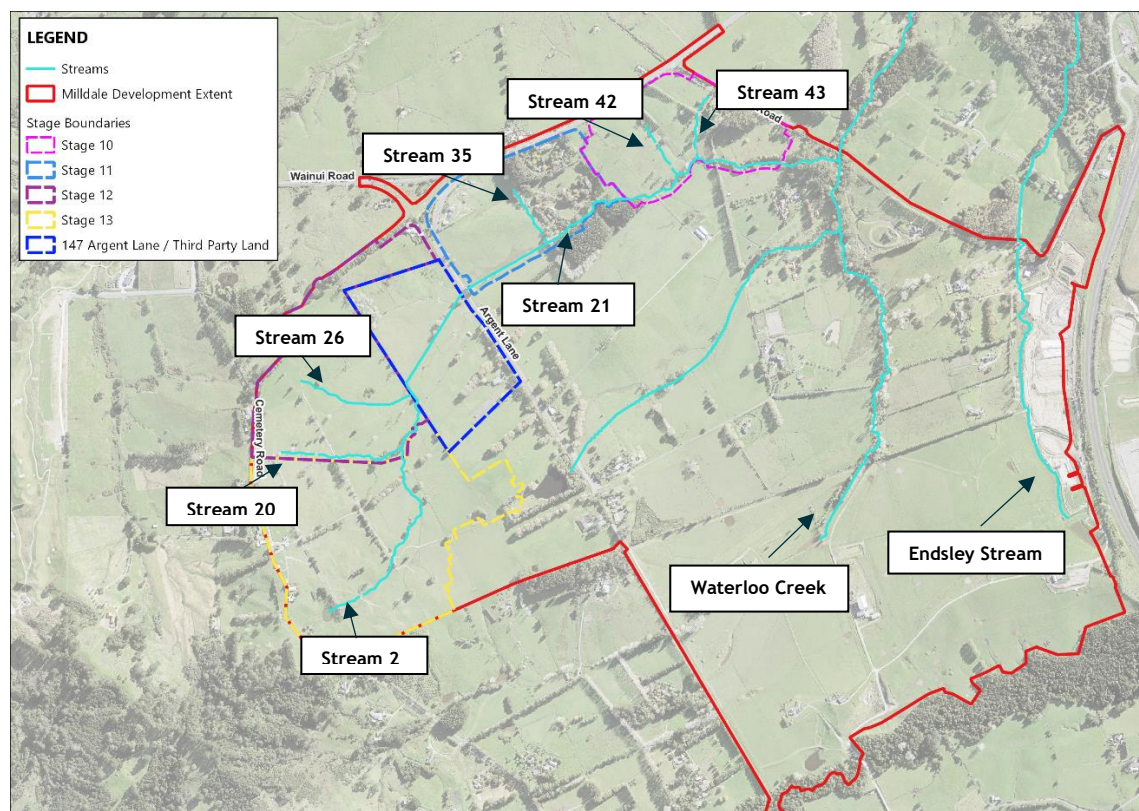 LEGEND
Streams
Milldale Development Extent
Stage Boundaries
Stage 10
Stage 11
Stage 12
Stage 13
147 Argent Lane / Third Party Land
Stream 42
Stream 43
Road
Stream 35
Wainui Road
Stream 21
Argent Lane
Stream 26
Cemetery Road
Stream 20
Endsley Stream
Waterloo Creek
Stream 2